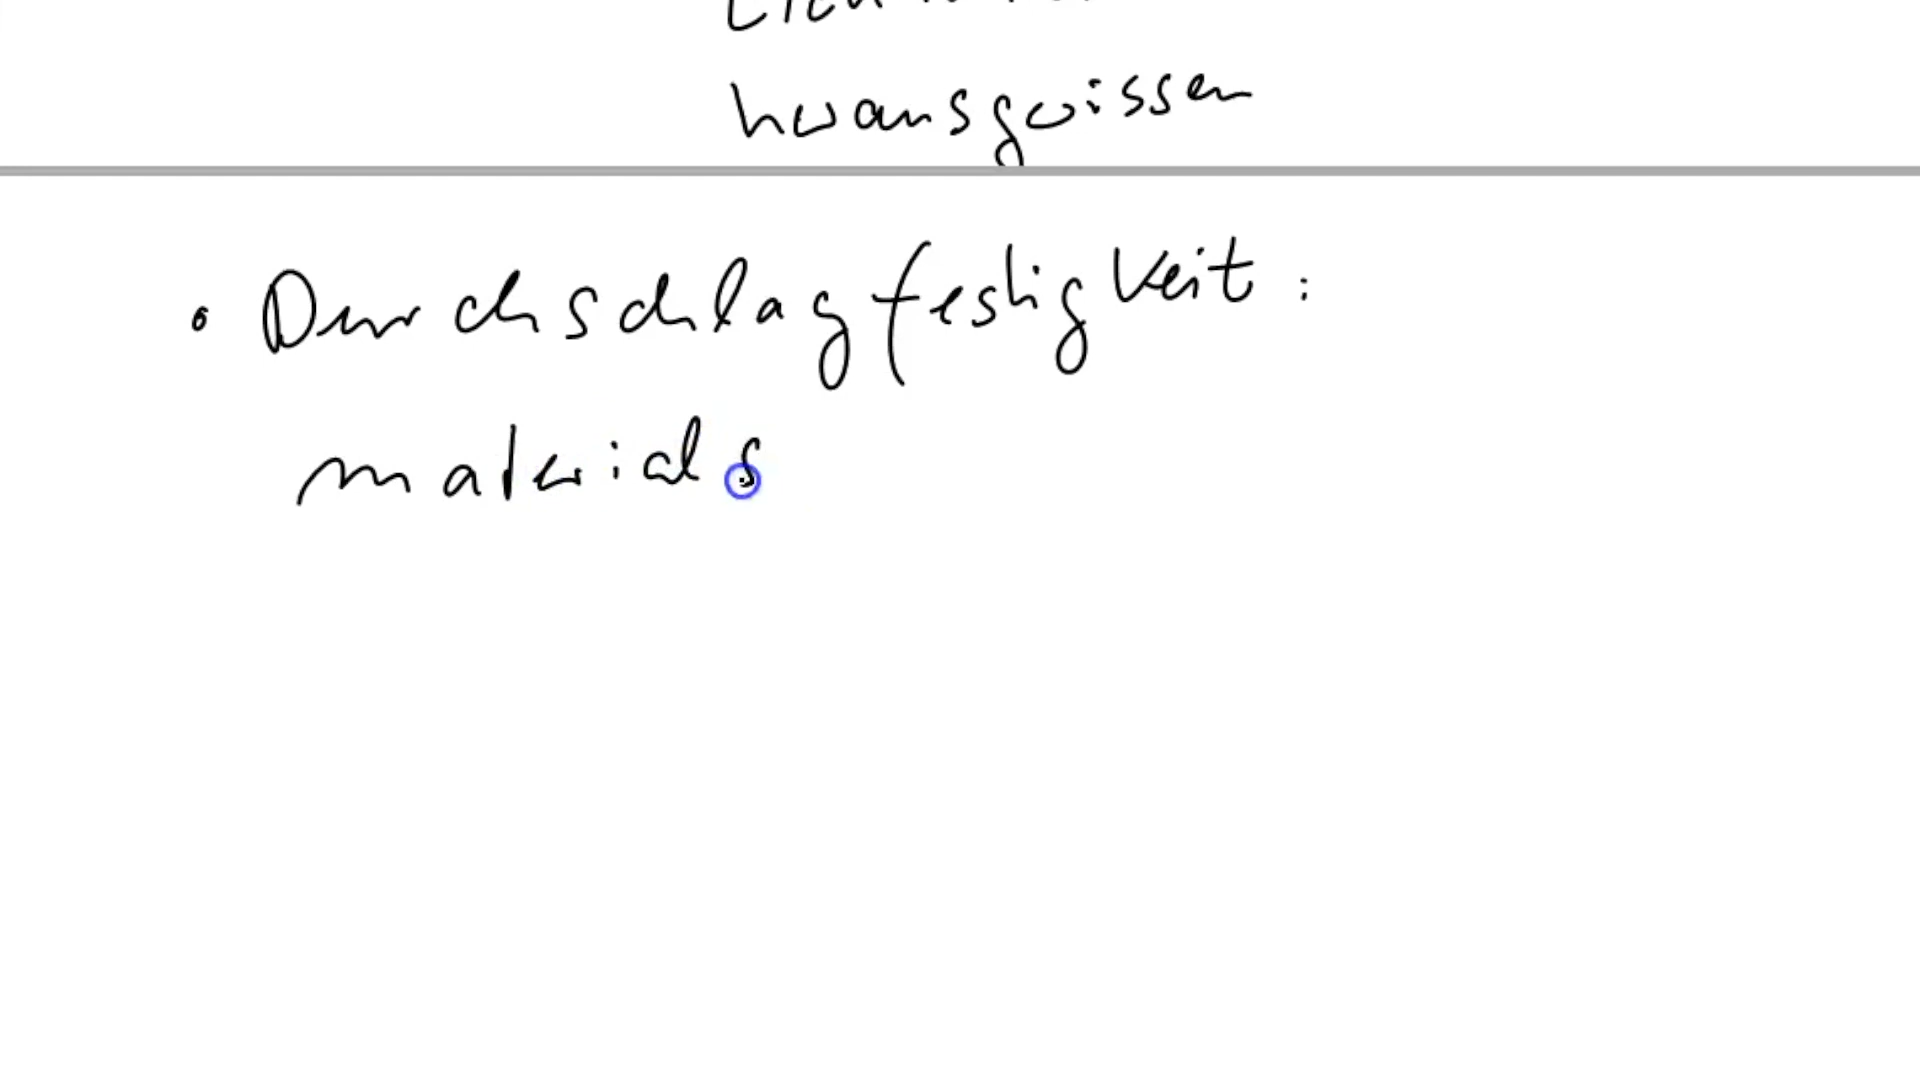 herausgerissen
• Durchschlagfestigkeit:
materials